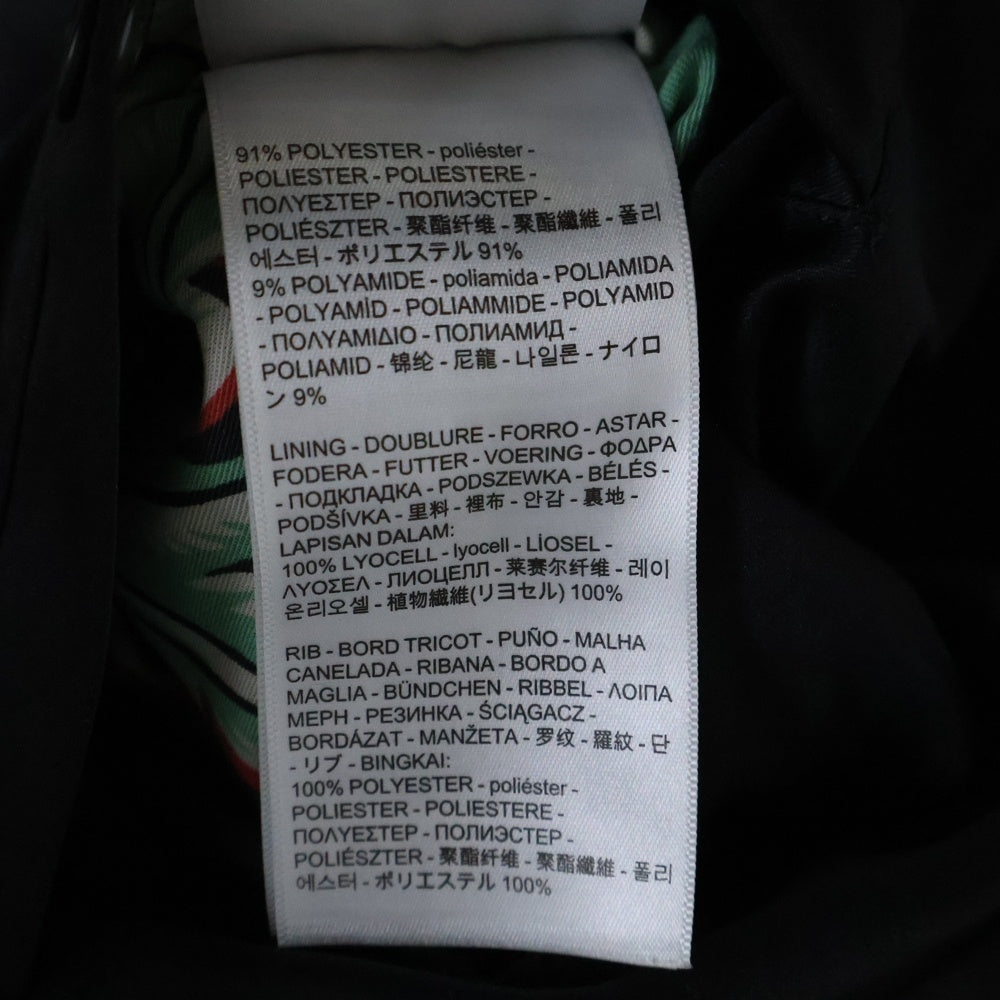 91% POLYESTER - poliéster -
POLIESTER - POLIESTERE -
ΠΟΛΥΕΣΤΕΡ - ПОЛИЭСТЕР -
POLIÉSZTER - 聚酯纤维 - 聚酯纖維 - 폴리
에스터 - ポリエステル 91%
9% POLYAMIDE - poliamida - POLIAMIDA
- POLYAMİD - POLIAMMIDE - POLYAMID
- ΠΟΛΥΑΜΙΔΙΟ - ПОЛИАМИД -
POLIAMID - 锦纶 - 尼龍 - 나일론 - ナイロ
ン 9%
LINING - DOUBLURE - FORRO - ASTAR -
FODERA - FUTTER - VOERING - ΦΟΔΡΑ
- ПОДКЛАДКА - PODSZEWKA - BÉLÉS -
PODŠÍVKA - 里料 - 裡布 - 안감 - 裏地 -
LAPISAN DALAM:
100% LYOCELL - lyocell - LİOSEL -
ΛΥΟΣΕΛ - ЛИОЦЕЛЛ - 莱赛尔纤维 - 레이
온리오셀 - 植物繊維(リヨセル) 100%
RIB - BORD TRICOT - PUÑO - MALHA
CANELADA - RIBANA - BORDO A
MAGLIA - BÜNDCHEN - RIBBEL - ΛΟΙΠΑ
ΜΕΡΗ - РЕЗИНКА - ŚCIĄGACZ -
BORDÁZAT - MANŽETA - 罗纹 - 羅紋 - 단
- リブ - BINGKAI:
100% POLYESTER - poliéster -
POLIESTER - POLIESTERE -
ΠΟΛΥΕΣΤΕΡ - ПОЛИЭСТЕР -
POLIÉSZTER - 聚酯纤维 - 聚酯纖維 - 폴리
에스터 - ポリエステル 100%